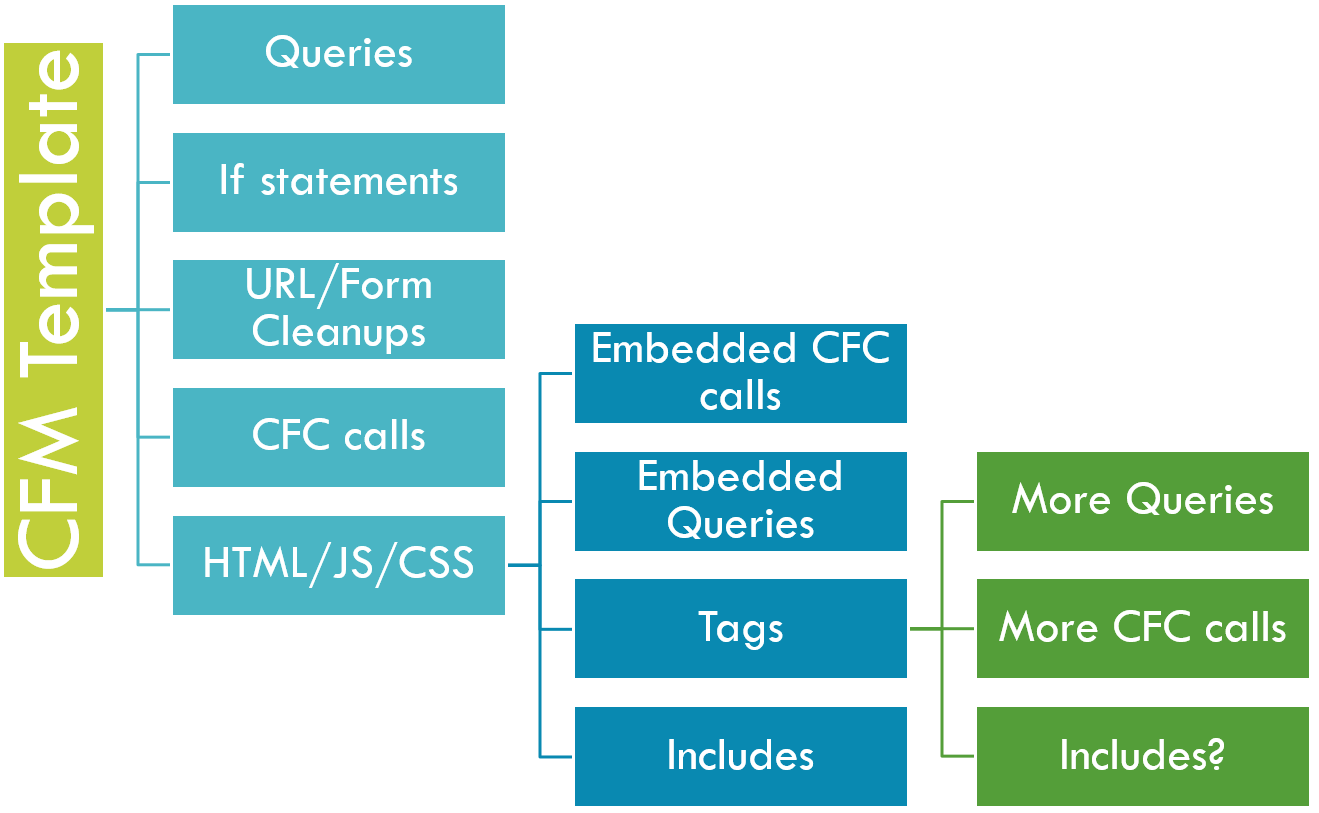 CFM Template
Queries
If statements
URL/Form
Cleanups
CFC calls
HTML/JS/CSS
Embedded CFC
calls
Embedded
Queries
Tags
Includes
More Queries
More CFC calls
Includes?